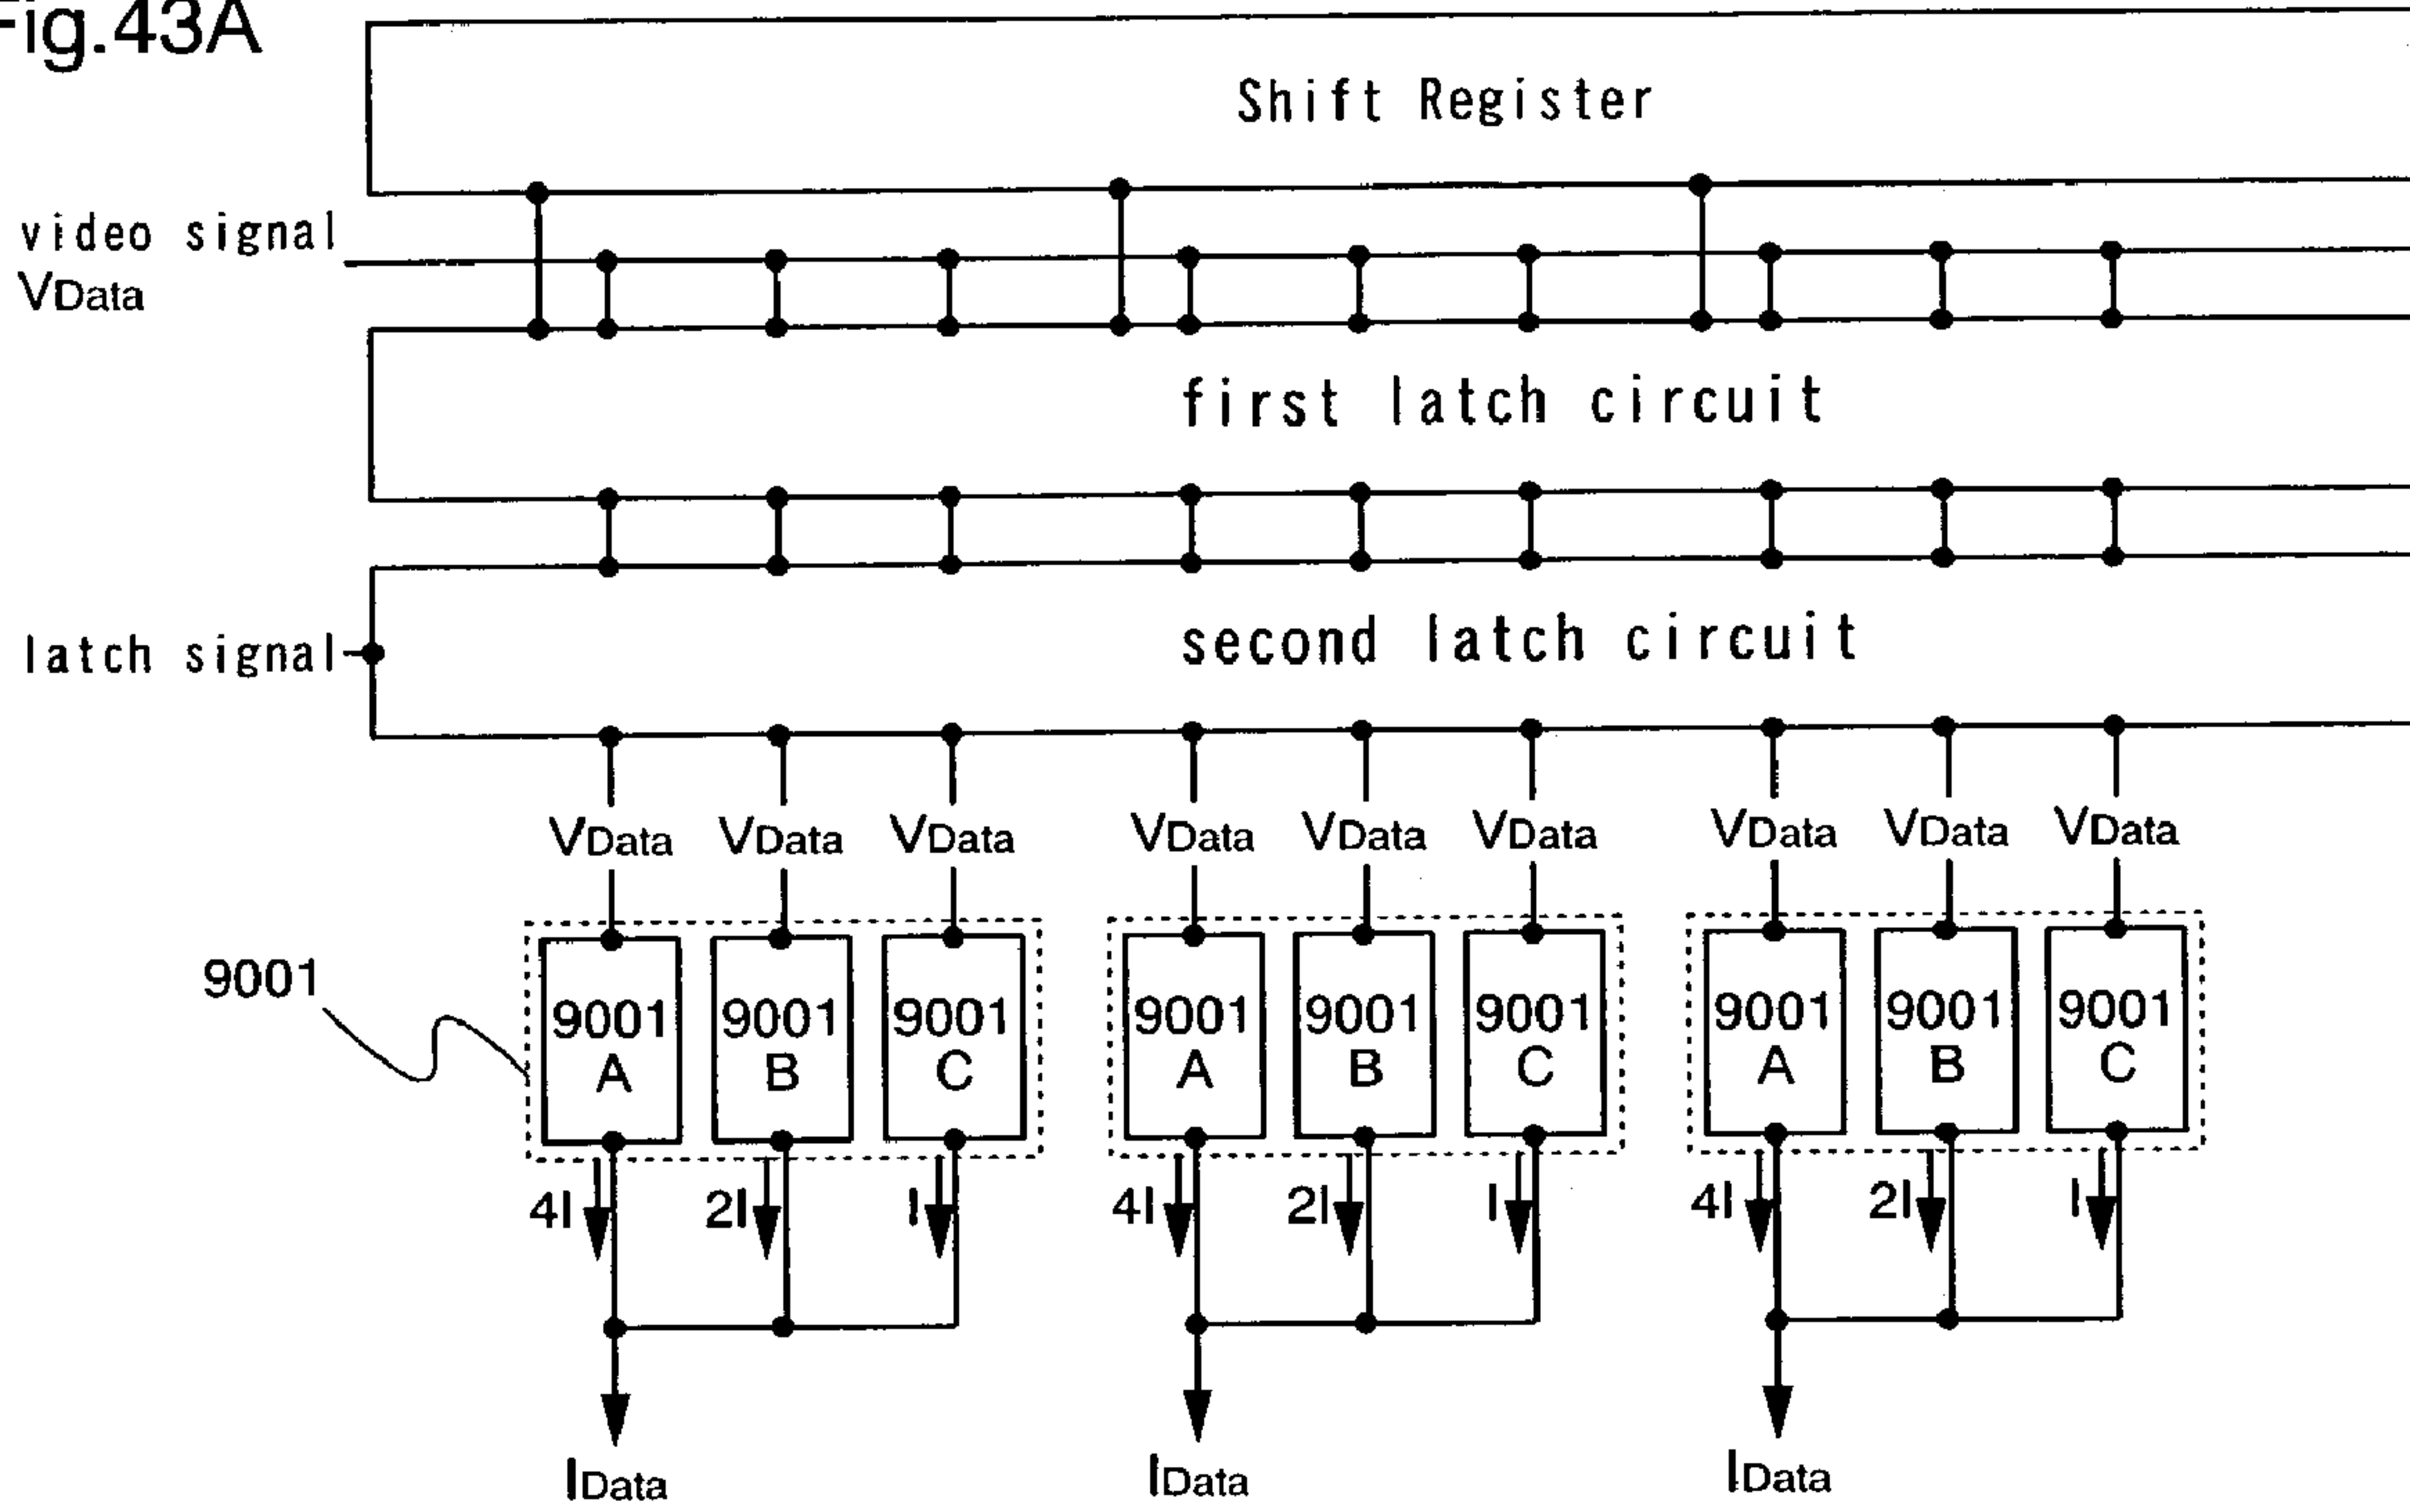 Fig.43A
Shift Register
video signal
VData
first latch circuit
second latch circuit
latch signal
VData VData VData VData VData VData VData VData VData
9001
9001 9001 9001 9001 9001 9001 9001 9001 9001
A B C A B C A B C
4I 2I I 4I 2I I 4I 2I I
IData IData IData